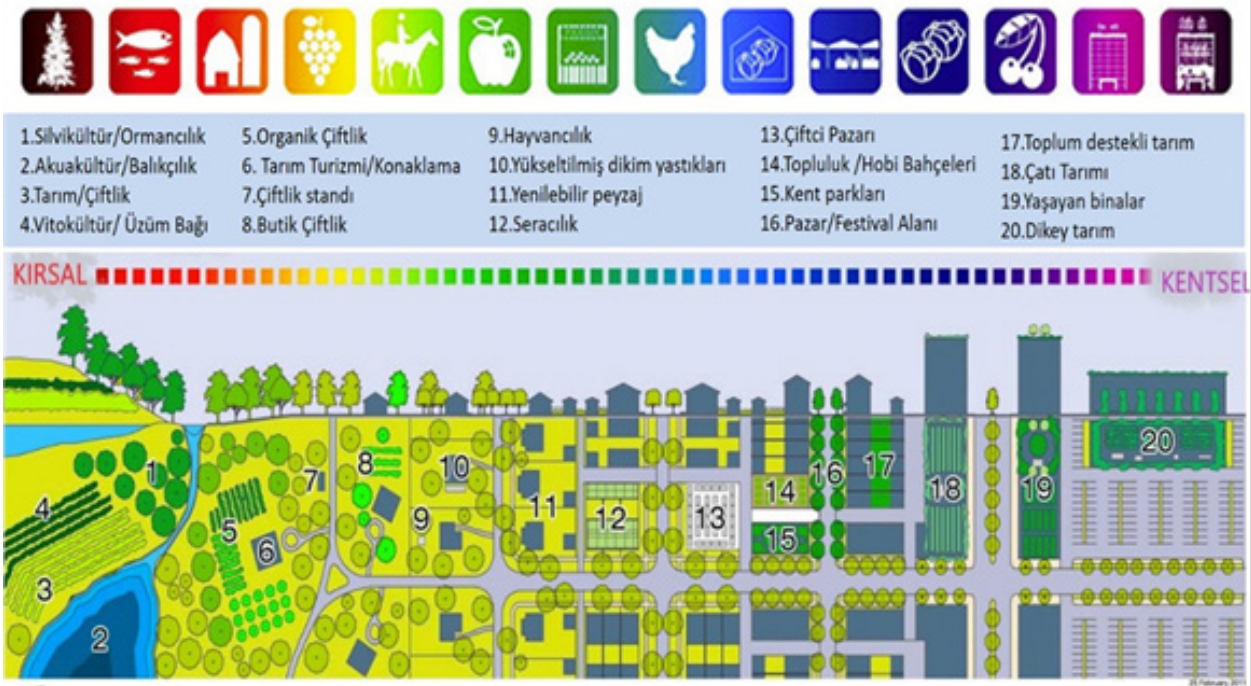 1.Silvikültür/Ormancılık
2.Akuakültür/Balıkçılık
3.Tarım/Çiftlik
4.Vitokültür/ Üzüm Bağı
5.Organik Çiftlik
6. Tarım Turizmi/Konaklama
7.Çiftlik standı
8.Butik Çiftlik
9.Hayvancılık
10.Yükseltilmiş dikim yastıkları
11.Yenilebilir peyzaj
12.Seracılık
13.Çiftci Pazarı
14.Topluluk /Hobi Bahçeleri
15.Kent parkları
16.Pazar/Festival Alanı
17.Toplum destekli tarım
18.Çatı Tarımı
19.Yaşayan binalar
20.Dikey tarım
KIRSAL
KENTSEL
1
2
3
4
5
6
7
8
9
10
11
12
13
14
15
16
17
18
19
20